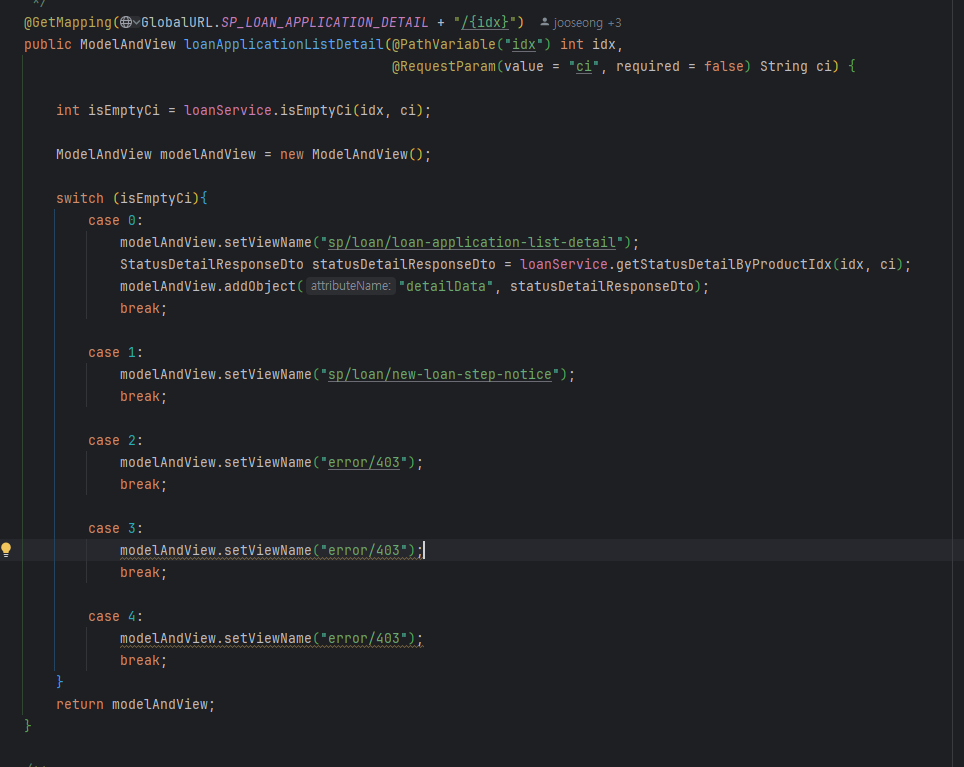 */
@GetMapping(GlobalURL.SP_LOAN_APPLICATION_DETAIL + "/{idx}") jooseong +3
public ModelAndView loanApplicationListDetail(@PathVariable("idx") int idx,
@RequestParam(value = "ci", required = false) String ci) {
int isEmptyCi = loanService.isEmptyCi(idx, ci);
ModelAndView modelAndView = new ModelAndView();
switch (isEmptyCi){
case 0:
modelAndView.setViewName("sp/loan/loan-application-list-detail");
StatusDetailResponseDto statusDetailResponseDto = loanService.getStatusDetailByProductIdx(idx, ci);
modelAndView.addObject( attributeName: "detailData", statusDetailResponseDto);
break;
case 1:
modelAndView.setViewName("sp/loan/new-loan-step-notice");
break;
case 2:
modelAndView.setViewName("error/403");
break;
case 3:
modelAndView.setViewName("error/403");
break;
case 4:
modelAndView.setViewName("error/403");
break;
}
return modelAndView;
}